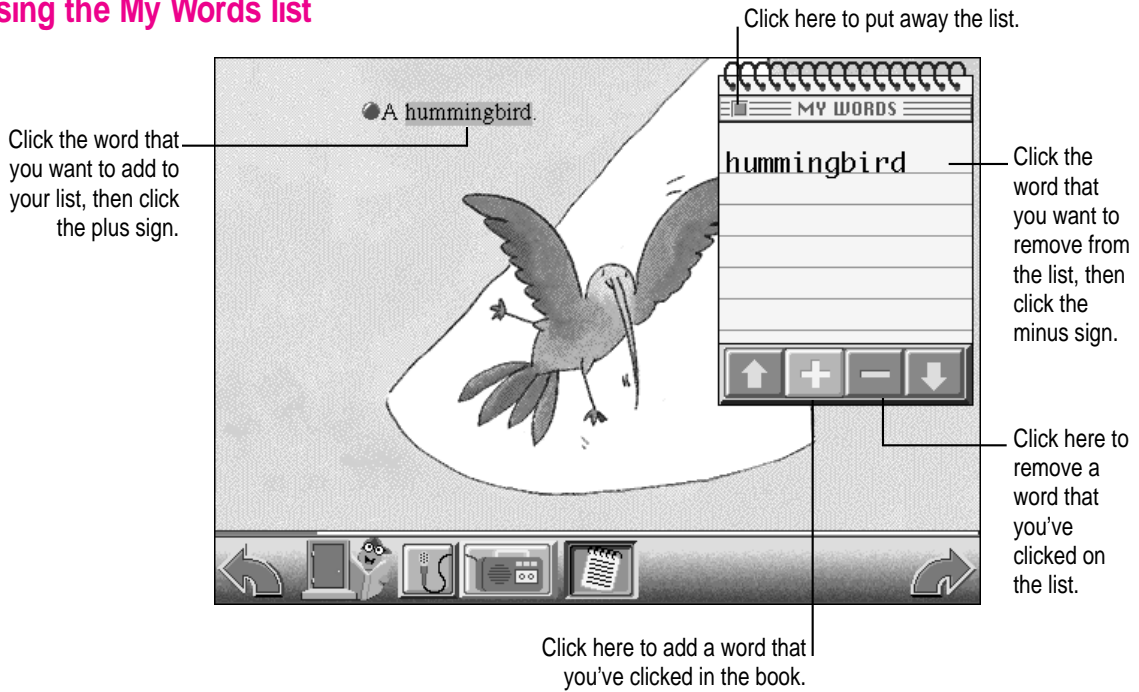 sing the My Words list
Click here to put away the list.
A hummingbird.
MY WORDS
hummingbird
Click the word that
you want to add to
your list, then click
the plus sign.
Click the
word that
you want to
remove from
the list, then
click the
minus sign.
Click here to
remove a
word that
you've
clicked on
the list.
Click here to add a word that
you've clicked in the book.